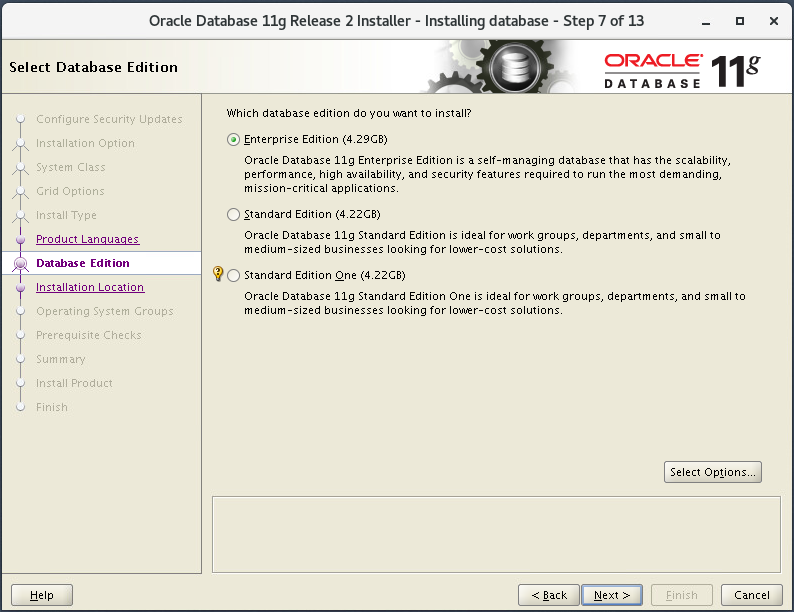 Oracle Database 11g Release 2 Installer - Installing database - Step 7 of 13
Select Database Edition
ORACLE
DATABASE
11g
Configure Security Updates
Installation Option
System Class
Grid Options
Install Type
Product Languages
Database Edition
Installation Location
Operating System Groups
Prerequisite Checks
Summary
Install Product
Finish
Which database edition do you want to install?
Enterprise Edition (4.29GB)
Oracle Database 11g Enterprise Edition is a self-managing database that has the scalability,
performance, high availability, and security features required to run the most demanding,
mission-critical applications.
Standard Edition (4.22GB)
Oracle Database 11g Standard Edition is ideal for work groups, departments, and small to
medium-sized businesses looking for lower-cost solutions.
Standard Edition One (4.22GB)
Oracle Database 11g Standard Edition One is ideal for work groups, departments, and small to
medium-sized businesses looking for lower-cost solutions.
Select Options...
Help
< Back
Next >
Finish
Cancel